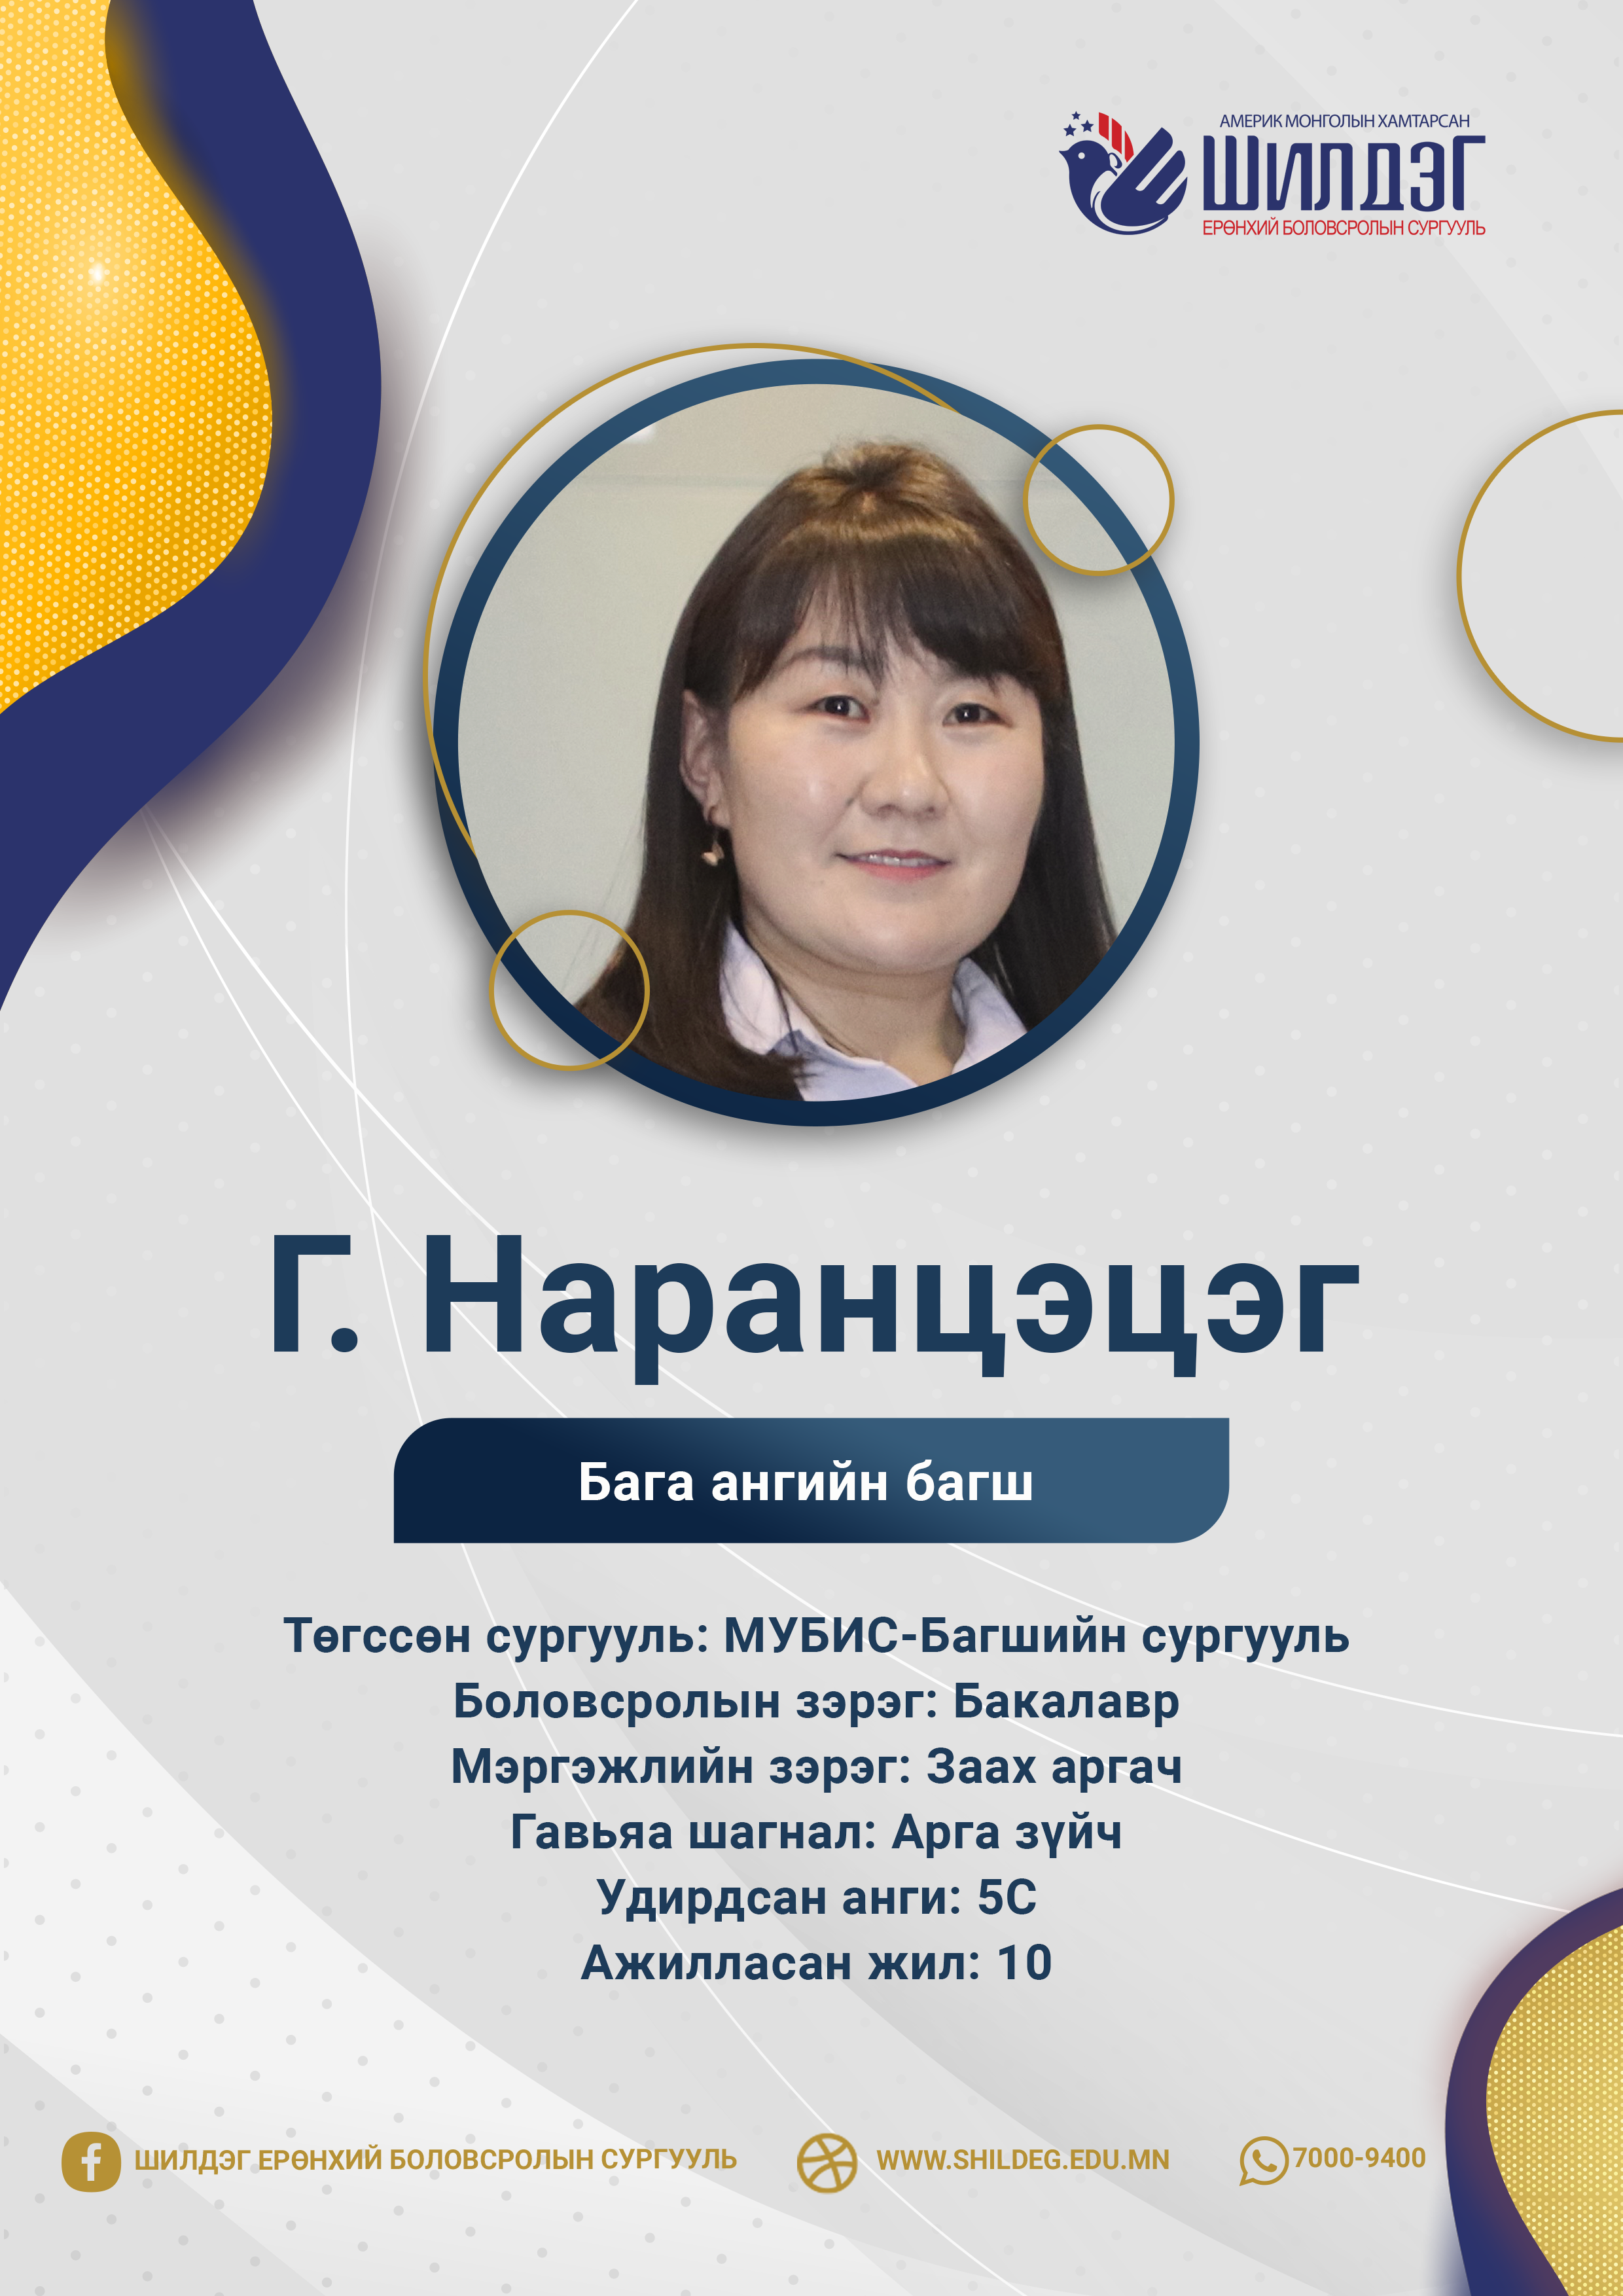 АМЕРИК МОНГОЛЫН ХАМТАРСАН
ШИЛДЭГ
ЕРӨНХИЙ БОЛОВСРОЛЫН СУРГУУЛЬ
Г. Наранцэцэг
Бага ангийн багш
Төгссөн сургууль: МУБИС-Багшийн сургууль
Боловсролын зэрэг: Бакалавр
Мэргэжлийн зэрэг: Заах аргач
Гавьяа шагнал: Арга зүйч
Удирдсан анги: 5С
Ажилласан жил: 10
ШИЛДЭГ ЕРӨНХИЙ БОЛОВСРОЛЫН СУРГУУЛЬ
WWW.SHILDEG.EDU.MN
7000-9400